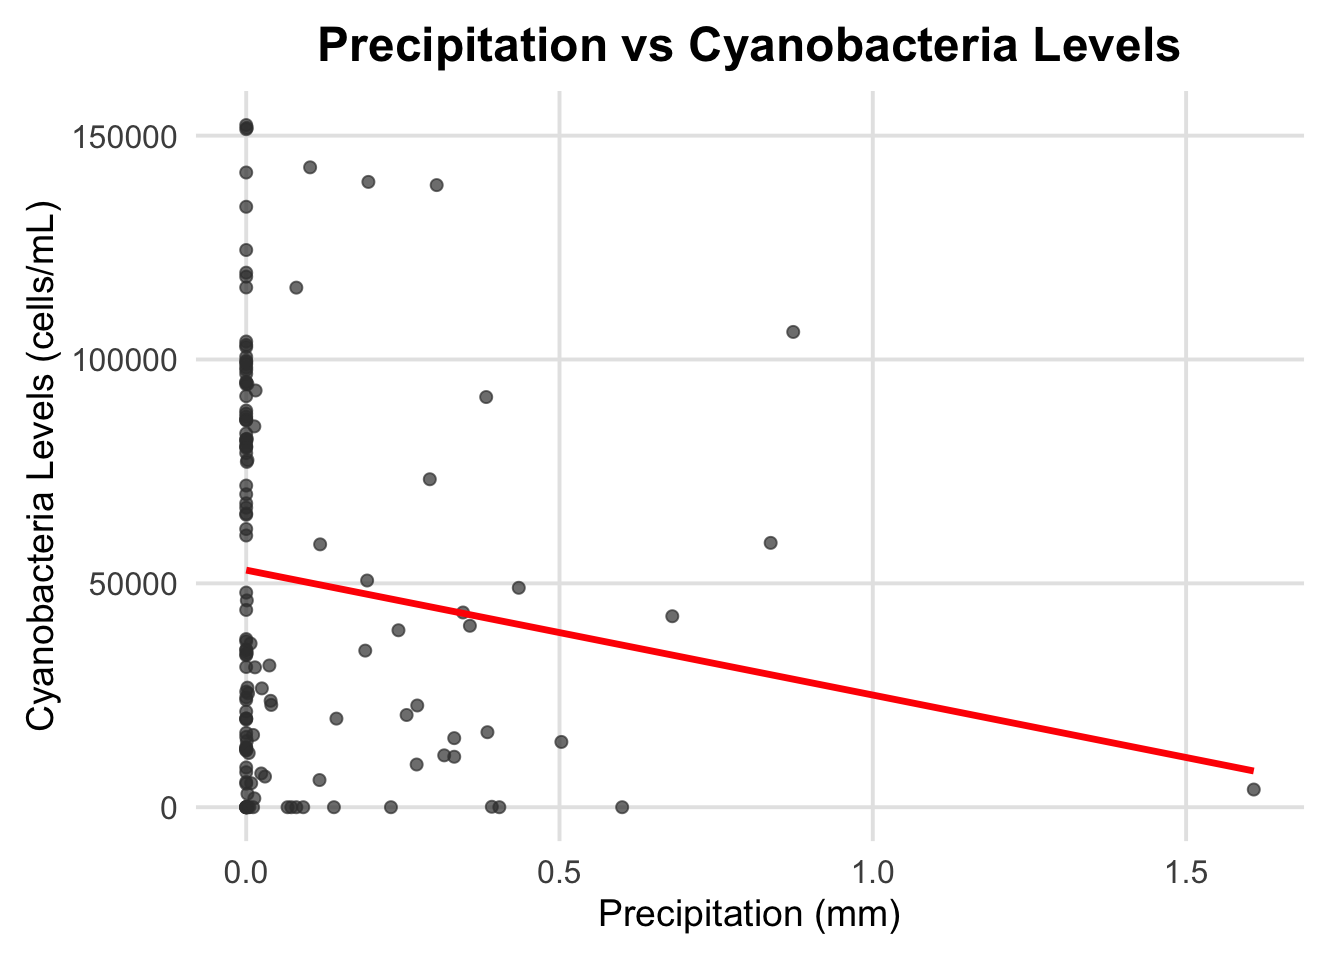 Precipitation vs Cyanobacteria Levels
Cyanobacteria Levels (cells/mL)
150000
100000
50000
0
0.0 0.5 1.0 1.5
Precipitation (mm)